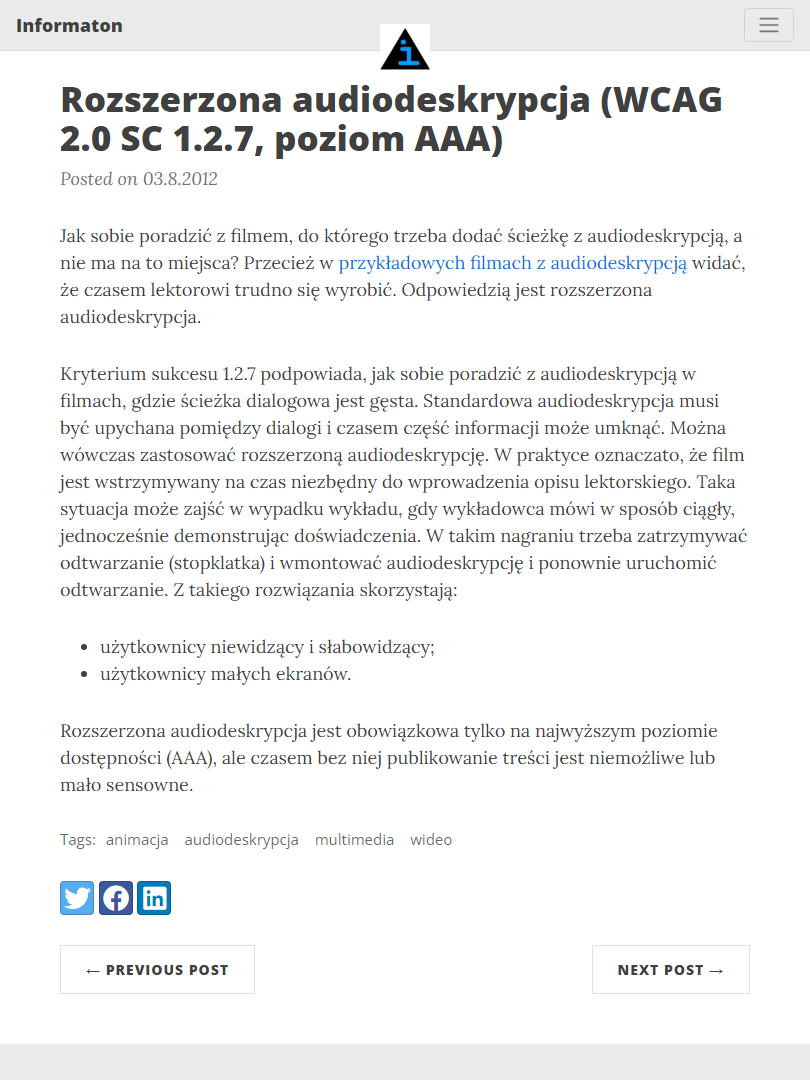 Informaton
i
Rozszerzona audiodeskrypcja (WCAG
2.0 SC 1.2.7, poziom AAA)
Posted on 03.8.2012
Jak sobie poradzić z filmem, do którego trzeba dodać ścieżkę z audiodeskrypcją, a
nie ma na to miejsca? Przecież w przykładowych filmach z audiodeskrypcją widać,
że czasem lektorowi trudno się wyrobić. Odpowiedzią jest rozszerzona
audiodeskrypcja.
Kryterium sukcesu 1.2.7 podpowiada, jak sobie poradzić z audiodeskrypcją w
filmach, gdzie ścieżka dialogowa jest gęsta. Standardowa audiodeskrypcja musi
być upychana pomiędzy dialogi i czasem część informacji może umknąć. Można
wówczas zastosować rozszerzoną audiodeskrypcję. W praktyce oznaczato, że film
jest wstrzymywany na czas niezbędny do wprowadzenia opisu lektorskiego. Taka
sytuacja może zajść w wypadku wykładu, gdy wykładowca mówi w sposób ciągły,
jednocześnie demonstrując doświadczenia. W takim nagraniu trzeba zatrzymywać
odtwarzanie (stopklatka) i wmontować audiodeskrypcję i ponownie uruchomić
odtwarzanie. Z takiego rozwiązania skorzystają:
• użytkownicy niewidzący i słabowidzący;
• użytkownicy małych ekranów.
Rozszerzona audiodeskrypcja jest obowiązkowa tylko na najwyższym poziomie
dostępności (AAA), ale czasem bez niej publikowanie treści jest niemożliwe lub
mało sensowne.
Tags: animacja audiodeskrypcja multimedia wideo
← PREVIOUS POST
NEXT POST →